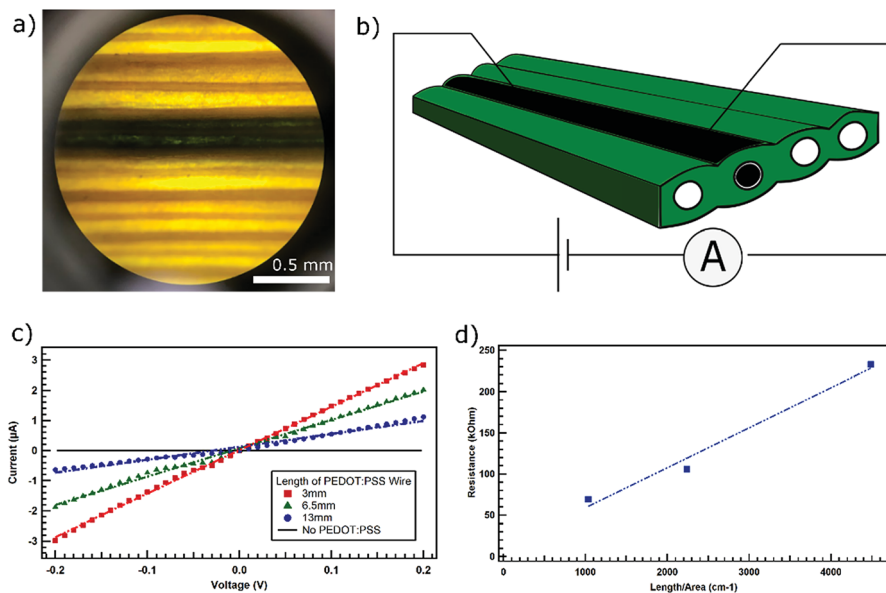 a)
0.5 mm
b)
A
c)
3
2
1
0
-1
-2
-3
Current (µA)
-0.2
-0.1
0.0
0.1
0.2
Voltage (V)
Length of PEDOT:PSS Wire
3mm
6.5mm
13mm
No PEDOT:PSS
d)
250
200
150
100
50
0
Resistance (kOhm)
0
1000
2000
3000
4000
Length/Area (cm-1)